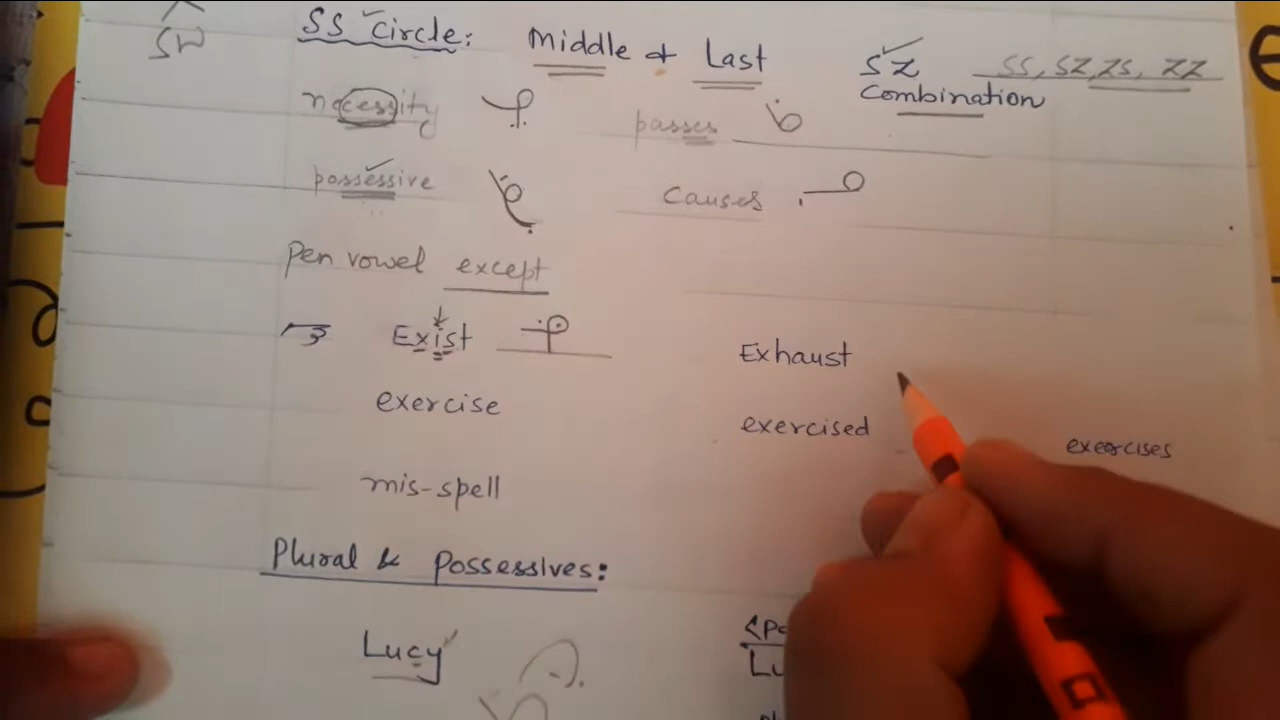 SW
SS Circle: Middle & Last
SZ SS, SZ, ZS, ZZ
Combination
necessity passes
possessive causes
Pen vowel except
Exist Exhaust
exercise exercised exercises
mis-spell
Plural & Possessives:
Lucy